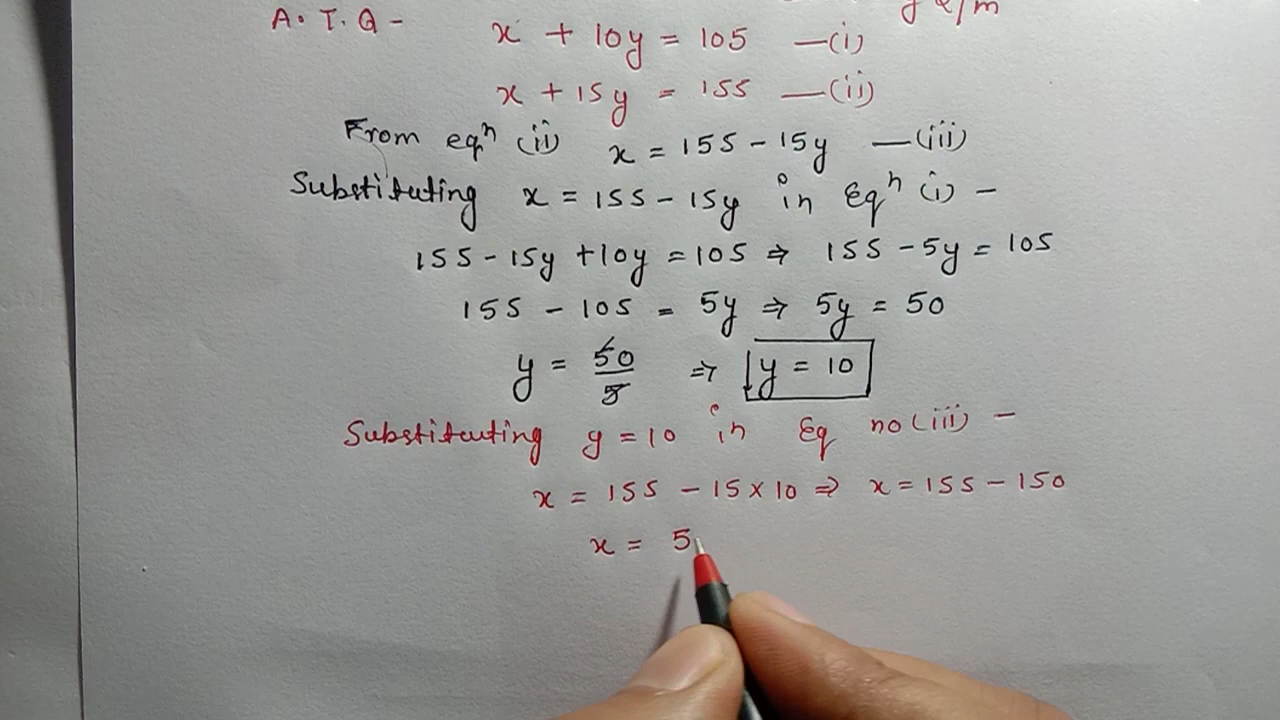 A. T. Q - x + 10y = 105 —(i)
x + 15y = 155 —(ii)
From eqⁿ (ii) x = 155 - 15y —(iii)
Substituting x = 155 - 15y in Eqⁿ (i) -
155 - 15y + 10y = 105 ⇒ 155 - 5y = 105
155 - 105 = 5y ⇒ 5y = 50
y = 50/5 ⇒ y = 10
Substituting y = 10 in Eq no (iii) -
x = 155 - 15 × 10 ⇒ x = 155 - 150
x = 5